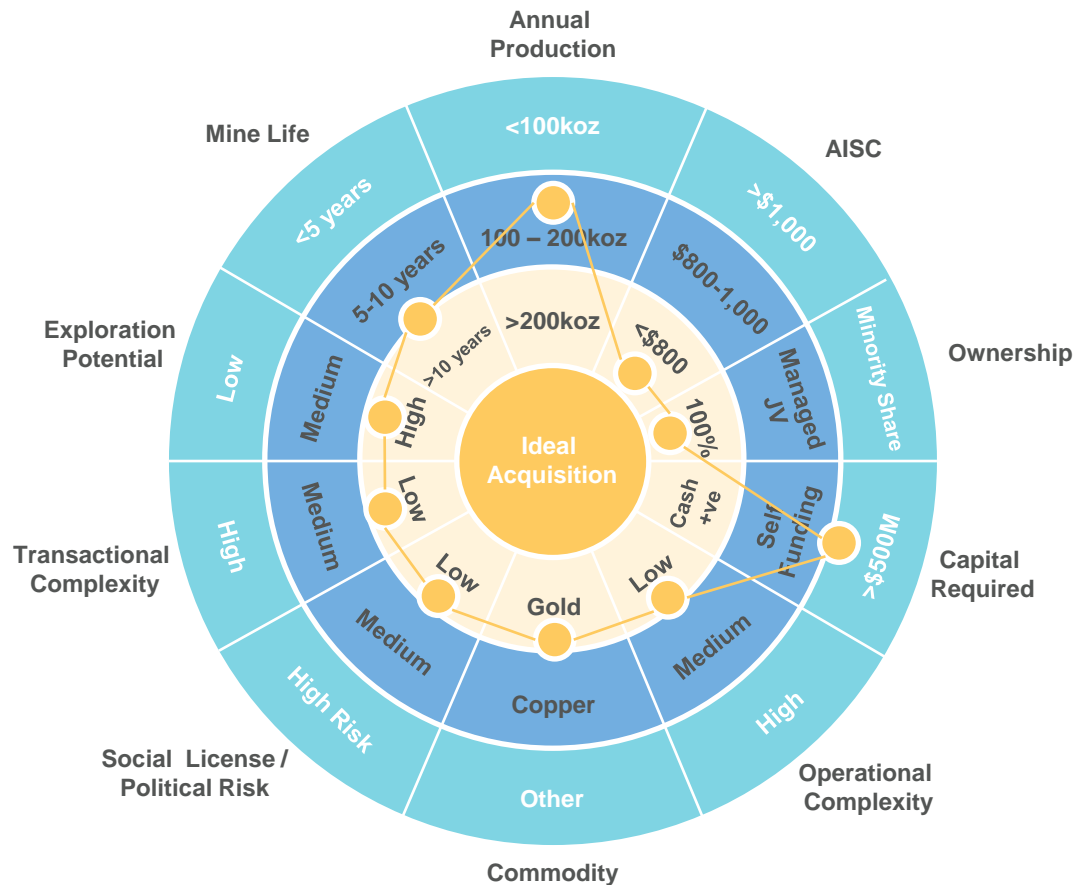 Annual
Production
AISC
Ownership
Capital
Required
Operational
Complexity
Commodity
Social License /
Political Risk
Transactional
Complexity
Exploration
Potential
Mine Life
<100koz
>$1,000
Minority Share
>$500M
High
Other
High Risk
High
Low
<5 years
100 – 200koz
$800-1,000
Managed
JV
Self
Funding
Medium
Copper
Medium
Medium
Medium
5-10 years
>200koz
<$800
100%
Cash
+ve
Low
Gold
Low
Low
High
>10 years
Ideal
Acquisition